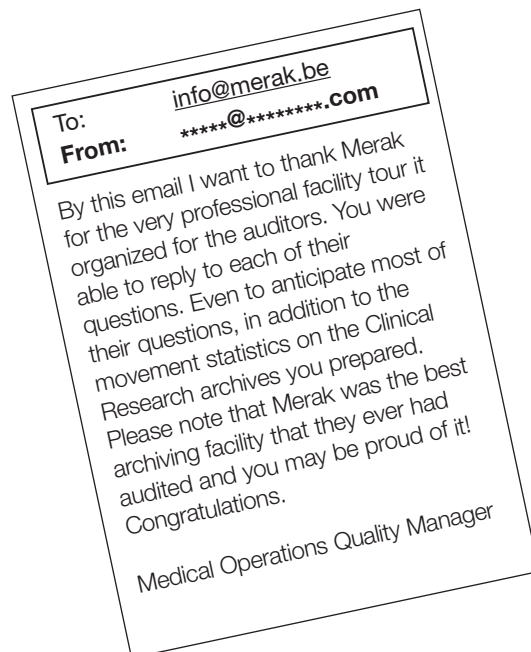 To: info@merak.be
From: *****@********.com
By this email I want to thank Merak
for the very professional facility tour it
organized for the auditors. You were
able to reply to each of their
questions. Even to anticipate most of
their questions, in addition to the
movement statistics on the Clinical
Research archives you prepared.
Please note that Merak was the best
archiving facility that they ever had
audited and you may be proud of it!
Congratulations.
Medical Operations Quality Manager